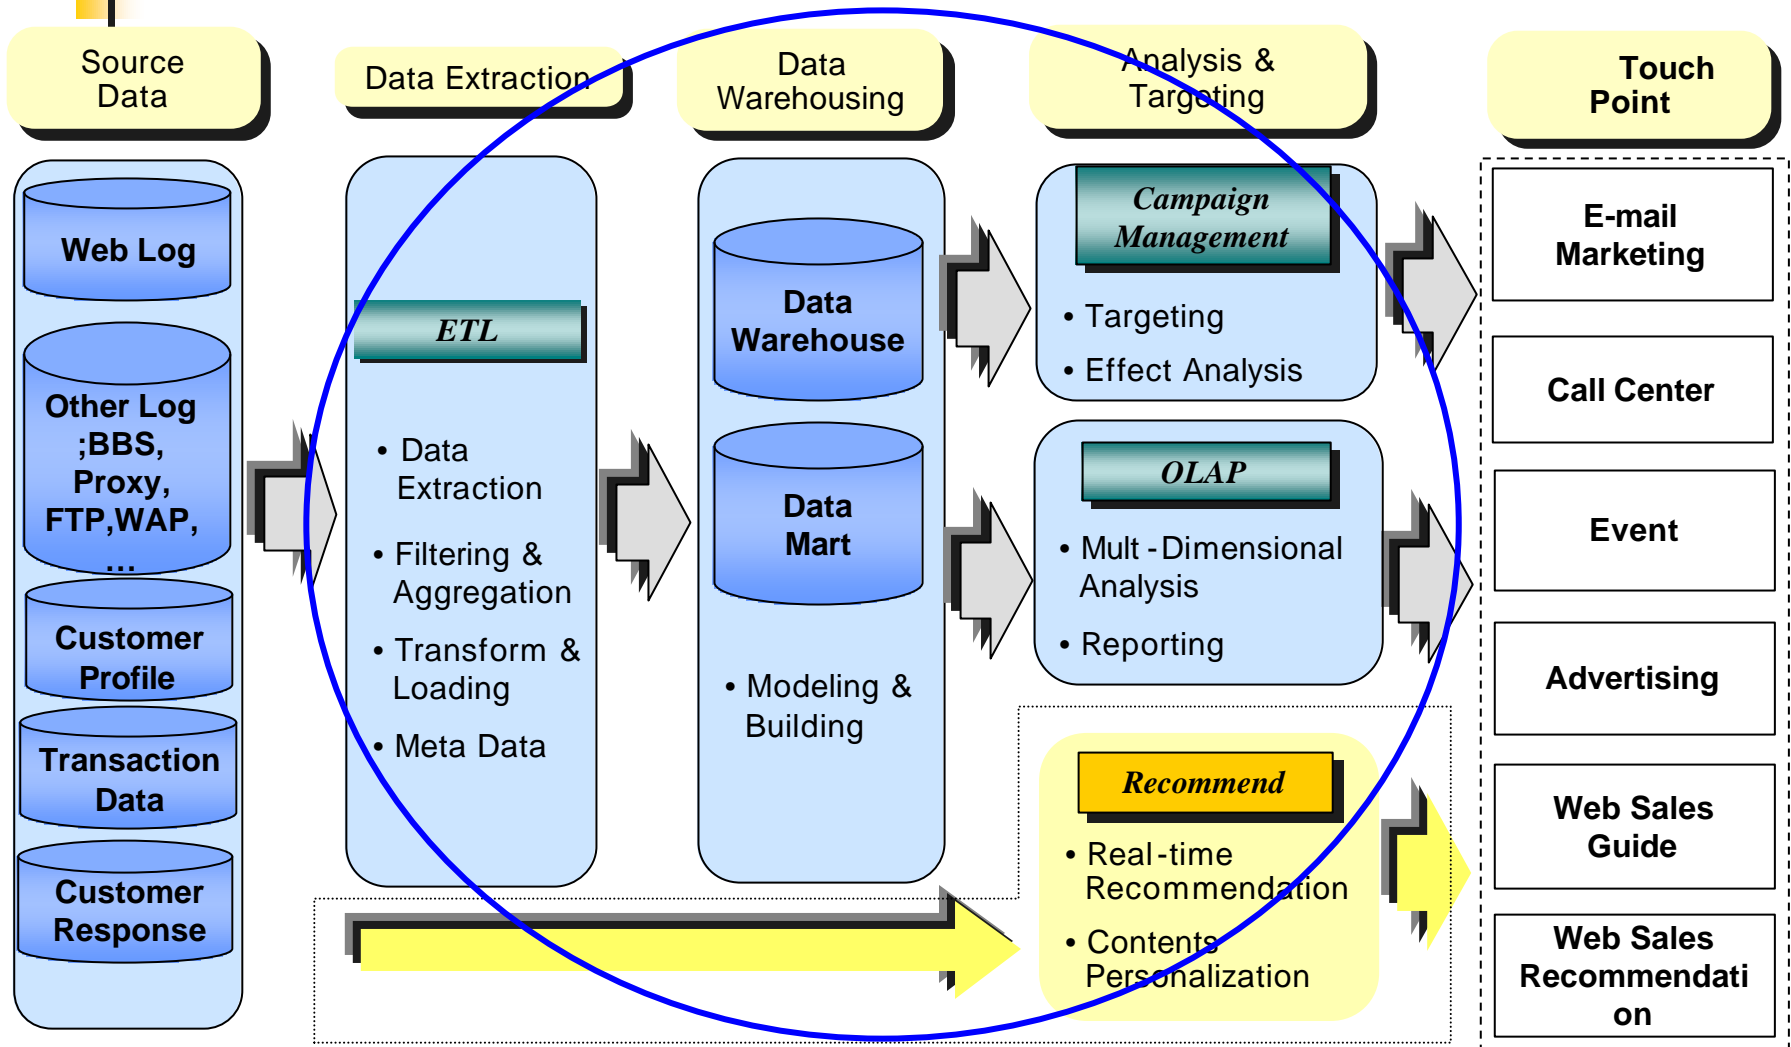 Source
Data
Data Extraction
Data
Warehousing
Analysis &
Targeting
Touch
Point
Web Log
Other Log
;BBS,
Proxy,
FTP,WAP,
...
Customer
Profile
Transaction
Data
Customer
Response
ETL
• Data
Extraction
• Filtering &
Aggregation
• Transform &
Loading
• Meta Data
Data
Warehouse
Data
Mart
• Modeling &
Building
Campaign
Management
• Targeting
• Effect Analysis
OLAP
• Mult -Dimensional
Analysis
• Reporting
Recommend
• Real-time
Recommendation
• Contents
Personalization
E-mail
Marketing
Call Center
Event
Advertising
Web Sales
Guide
Web Sales
Recommendati
on